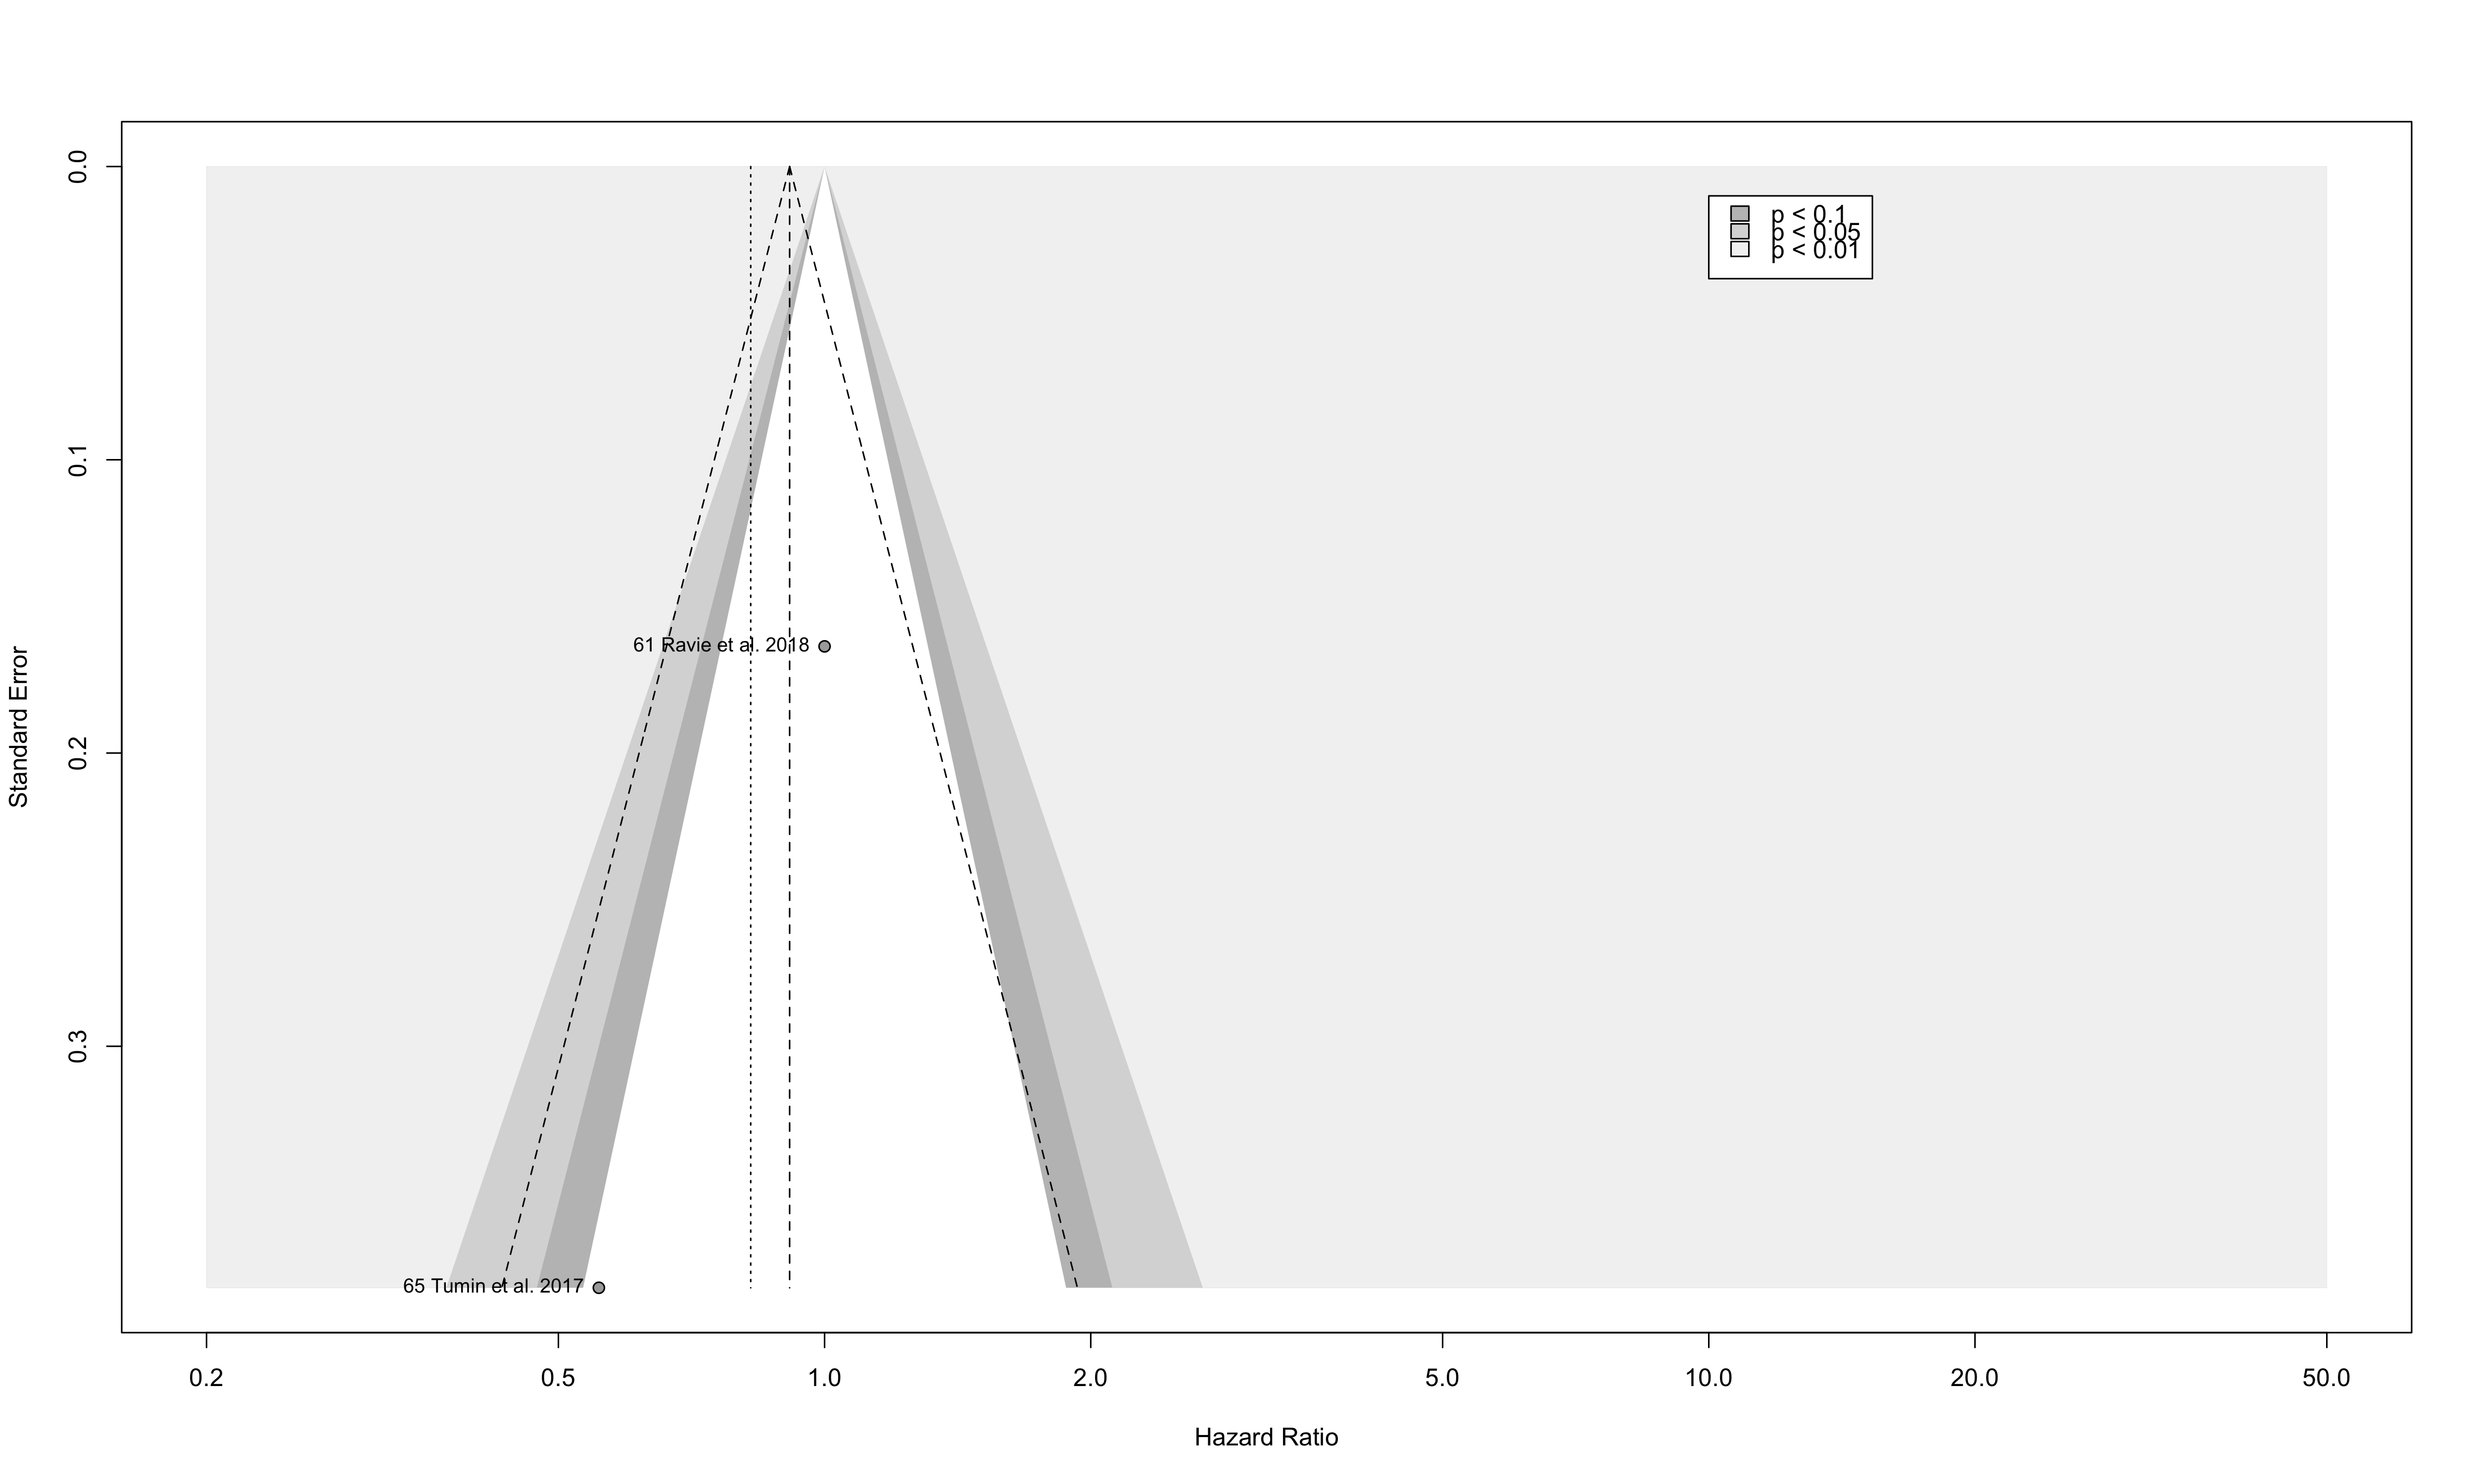 0.0
0.1
0.2
0.3
Standard Error
p < 0.1
p < 0.05
p < 0.01
61 Ravie et al. 2018
65 Tumin et al. 2017
0.2 0.5 1.0 2.0 5.0 10.0 20.0 50.0
Hazard Ratio